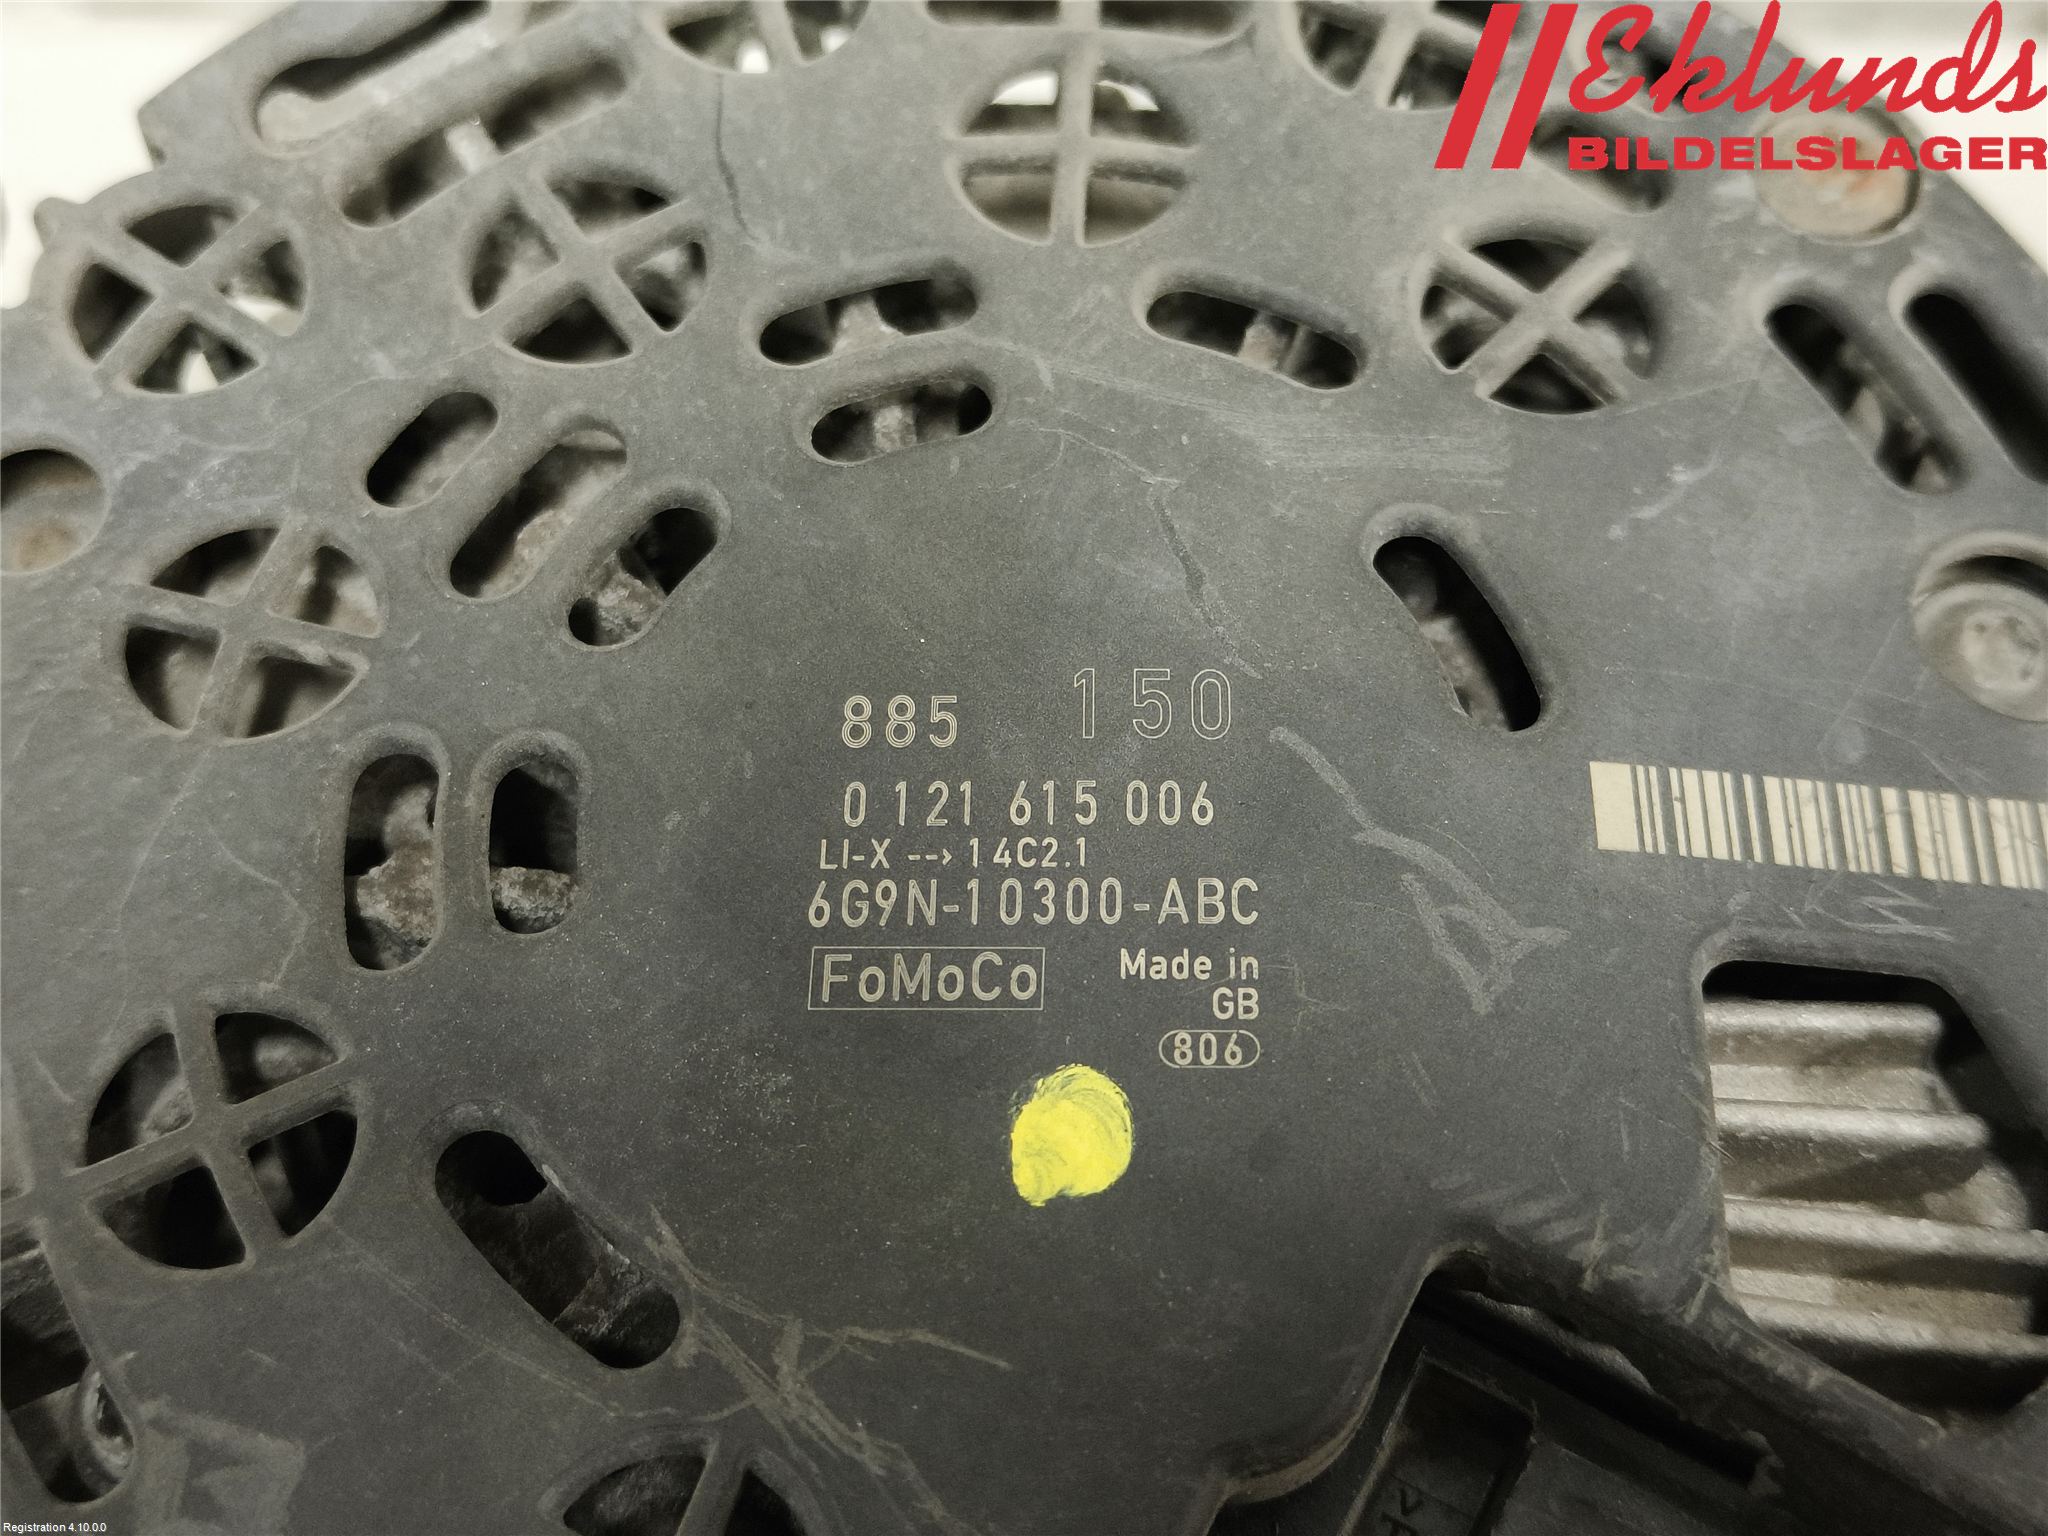 Eklunds
BILDELSLAGER
885 150
0 121 615 006
LI-X --> 14C2.1
6G9N-10300-ABC
FoMoCo
Made in
GB
806
Registration 4.10.0.0